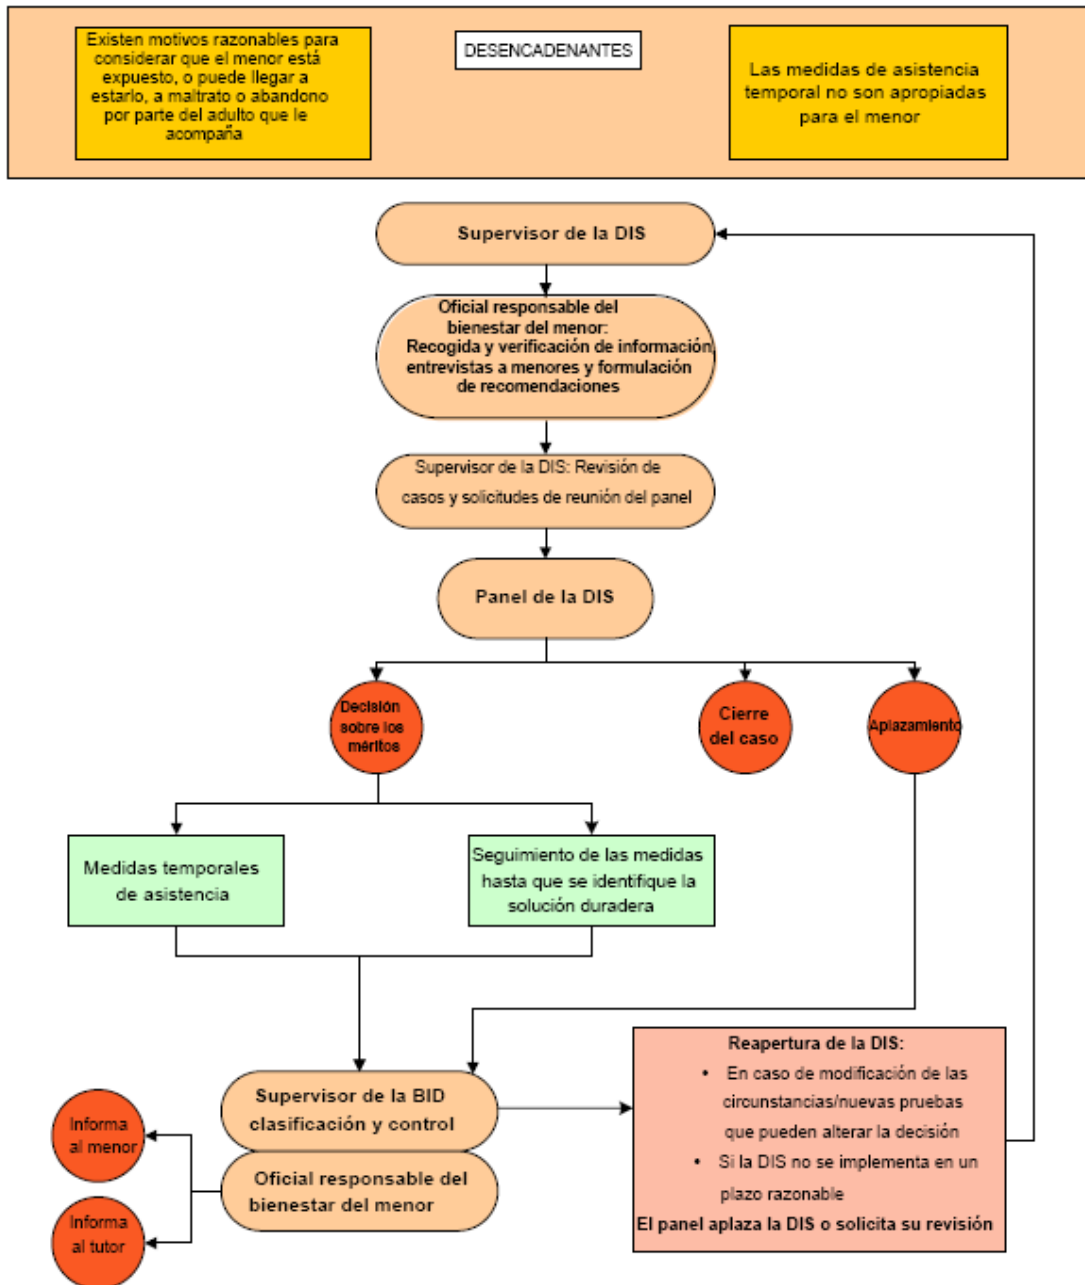 Existen motivos razonables para
considerar que el menor está
expuesto, o puede llegar a
estarlo, a maltrato o abandono
por parte del adulto que le
acompaña
DESENCADENANTES
Las medidas de asistencia
temporal no son apropiadas
para el menor
Supervisor de la DIS
Oficial responsable del
bienestar del menor:
Recogida y verificación de información,
entrevistas a menores y formulación
de recomendaciones
Supervisor de la DIS: Revisión de
casos y solicitudes de reunión del panel
Panel de la DIS
Decisión
sobre los
méritos
Cierre
del caso
Aplazamiento
Medidas temporales
de asistencia
Seguimiento de las medidas
hasta que se identifique la
solución duradera
Supervisor de la BID
clasificación y control
Oficial responsable del
bienestar del menor
Informa
al menor
Informa
al tutor
Reapertura de la DIS:
• En caso de modificación de las
circunstancias/nuevas pruebas
que pueden alterar la decisión
• Si la DIS no se implementa en un
plazo razonable
El panel aplaza la DIS o solicita su revisión